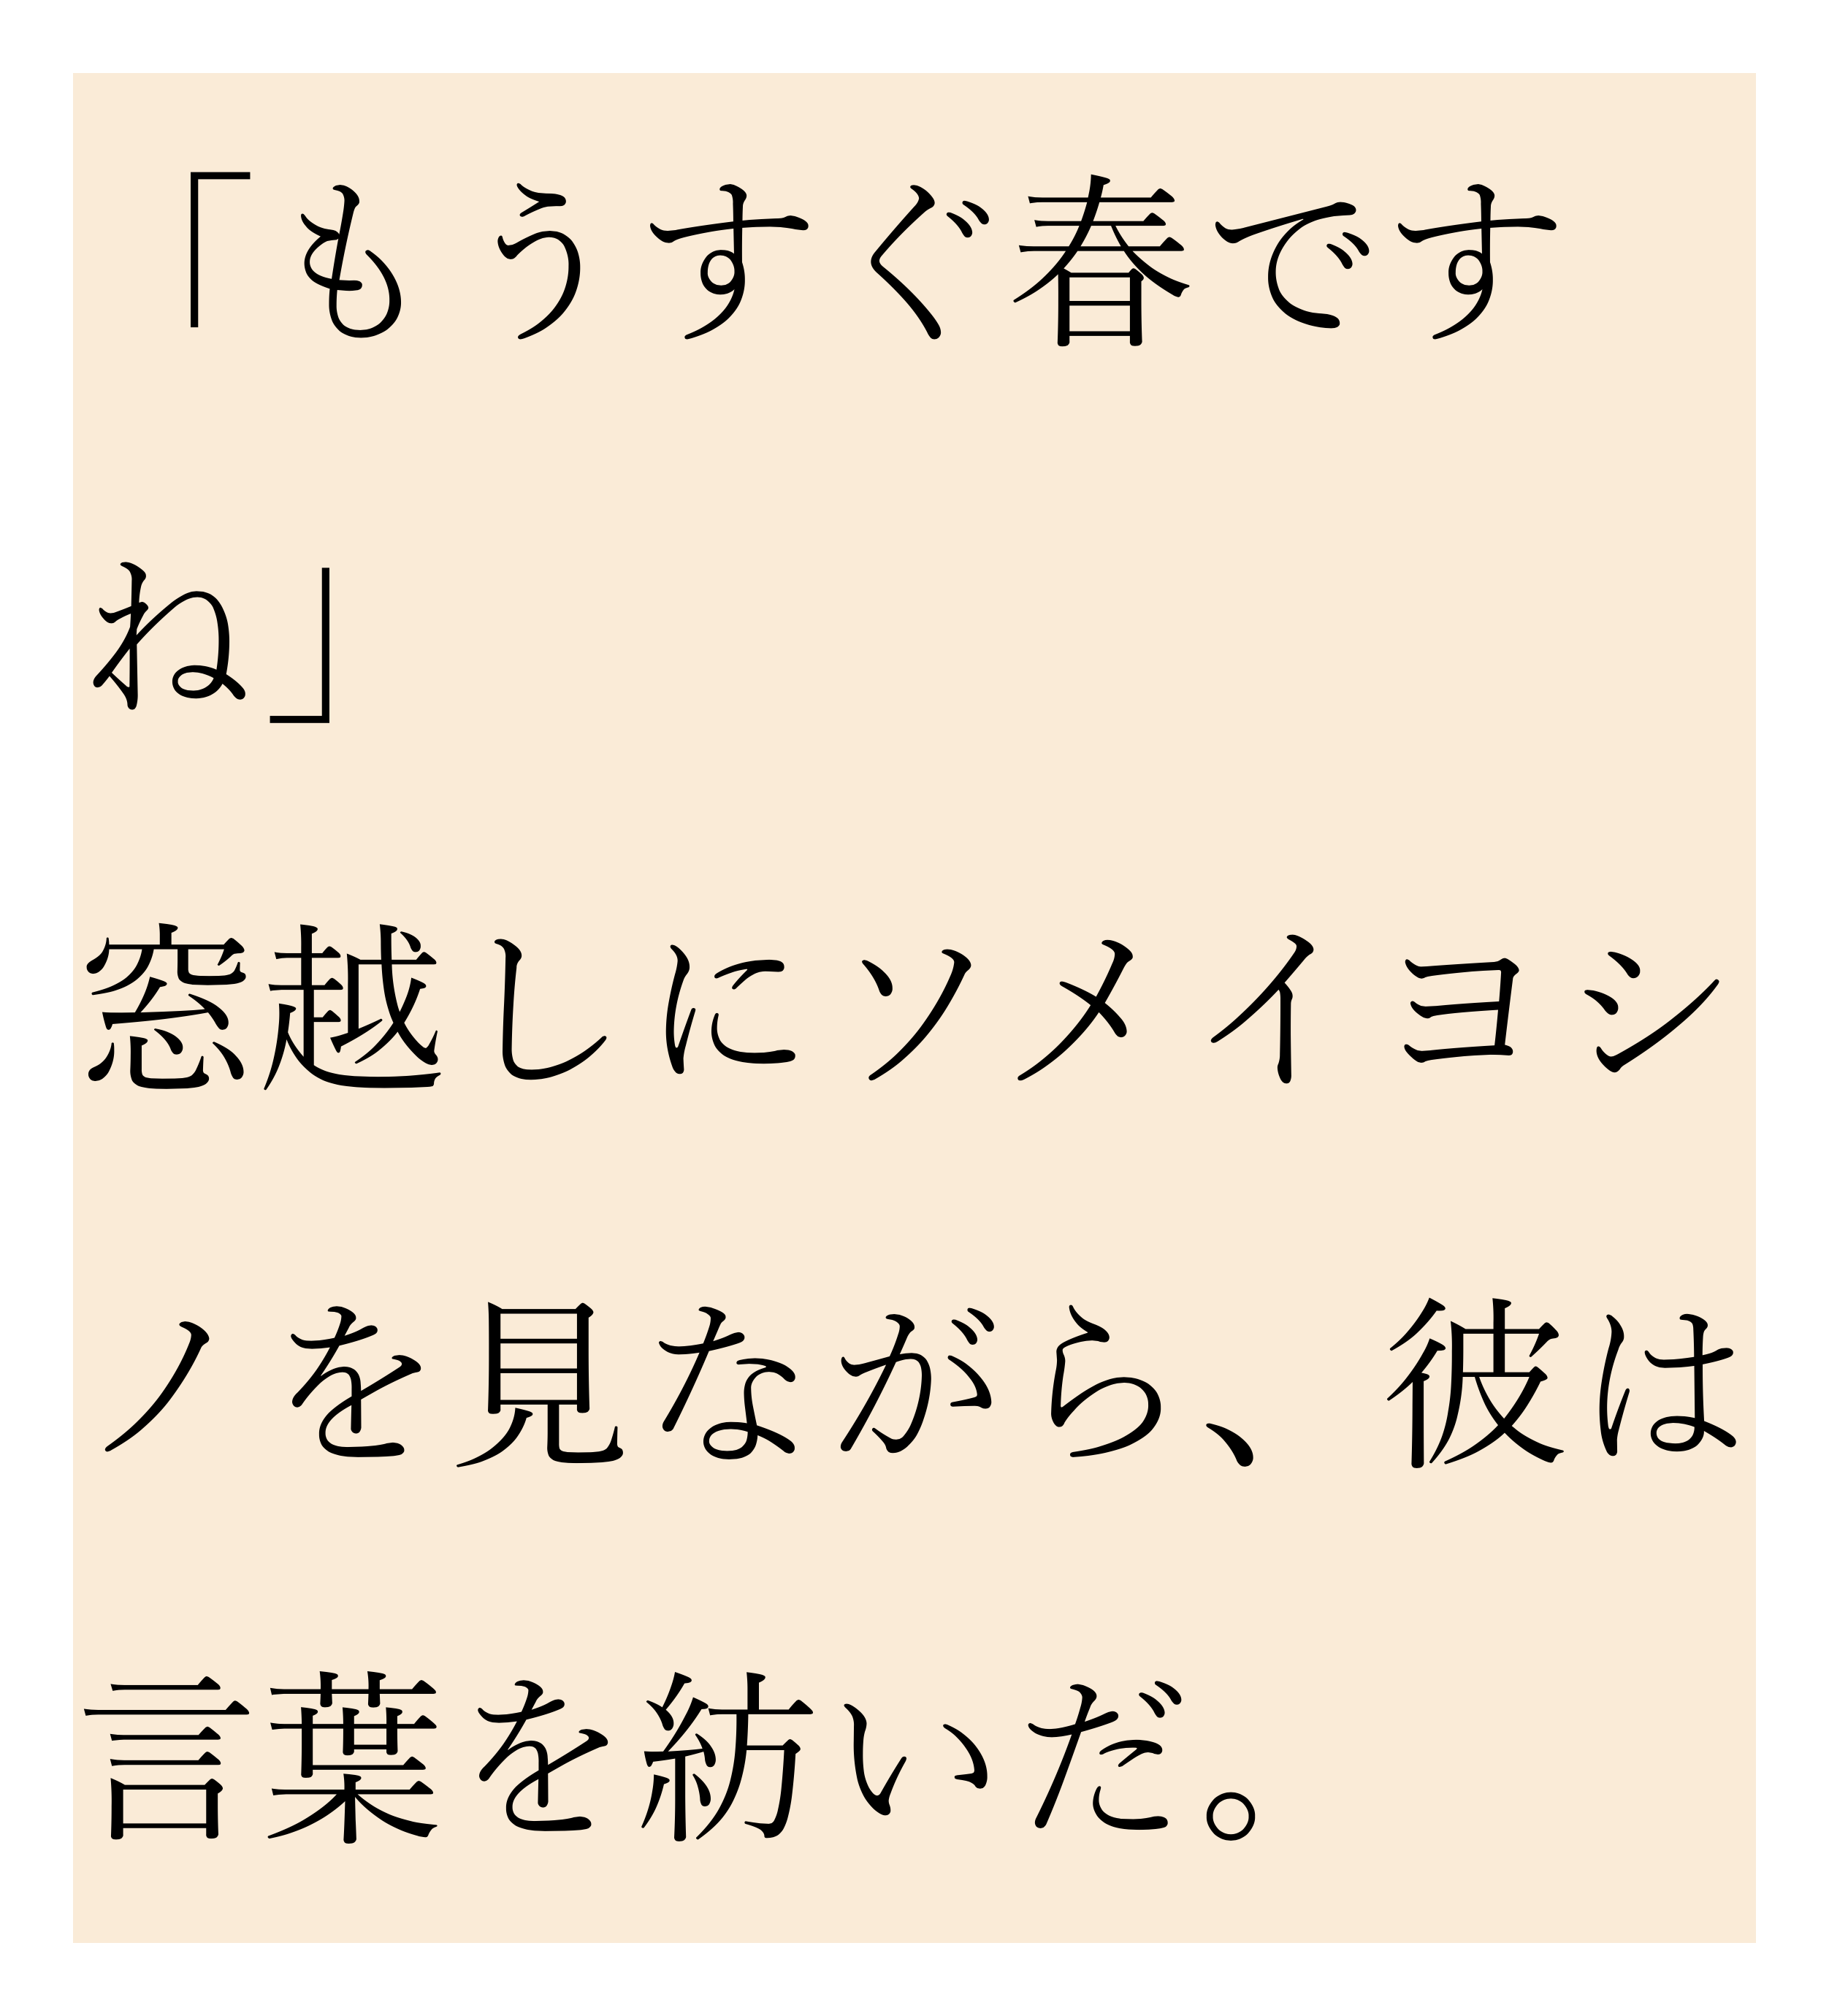 「もうすぐ春です
ね」
窓越しにソメイヨシ
ノを見ながら、彼は
言葉を紡いだ。